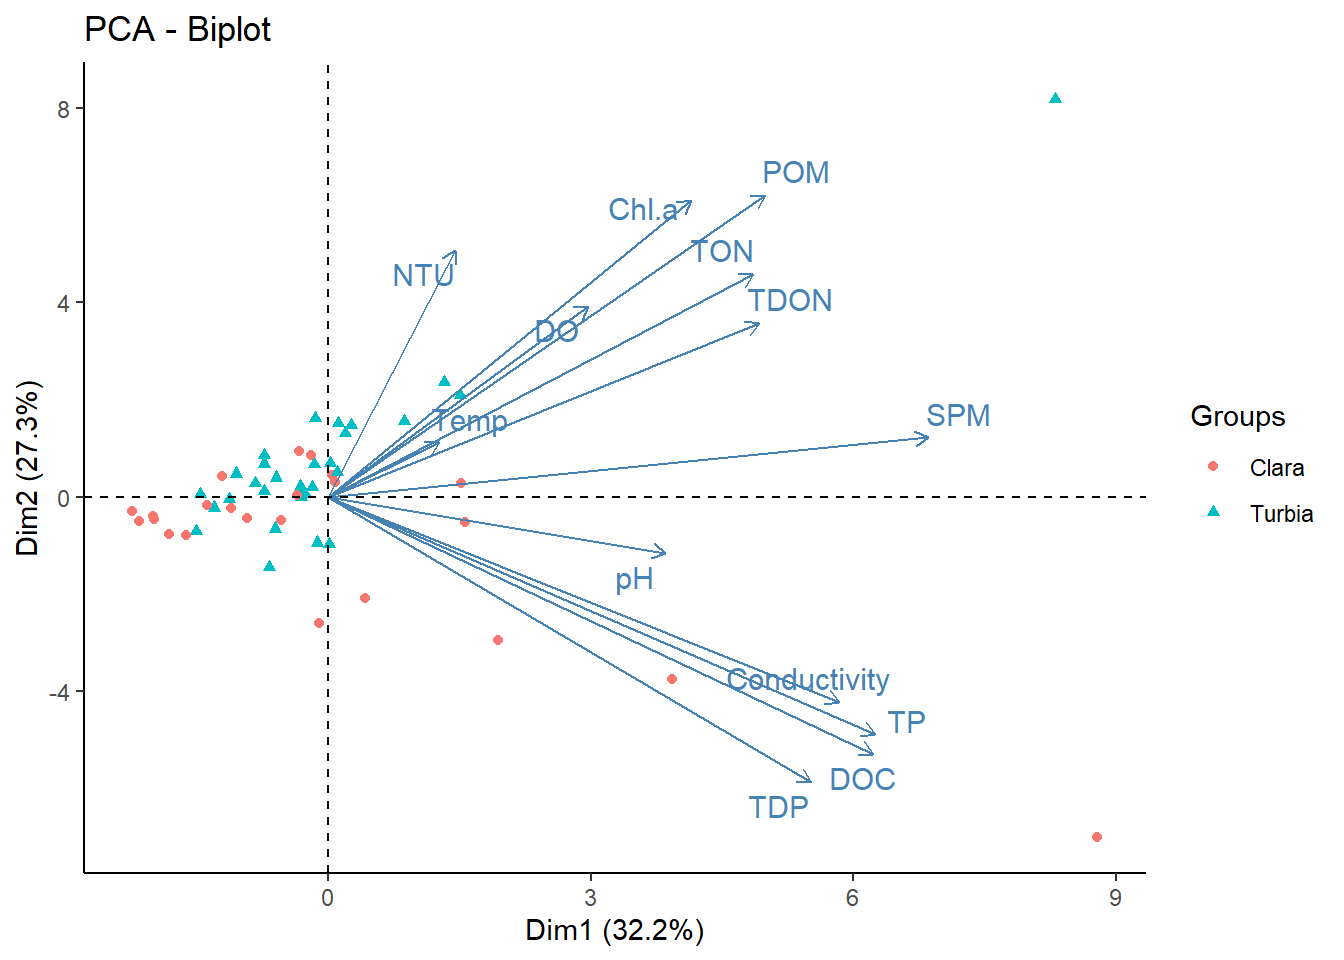 PCA - Biplot
8
4
0
-4
Dim2 (27.3%)
POM
Chl.a
TON
NTU
TDON
DO
Temp
SPM
pH
Conductivity
TP
DOC
TDP
0
3
6
9
Dim1 (32.2%)
Groups
Clara
Turbia